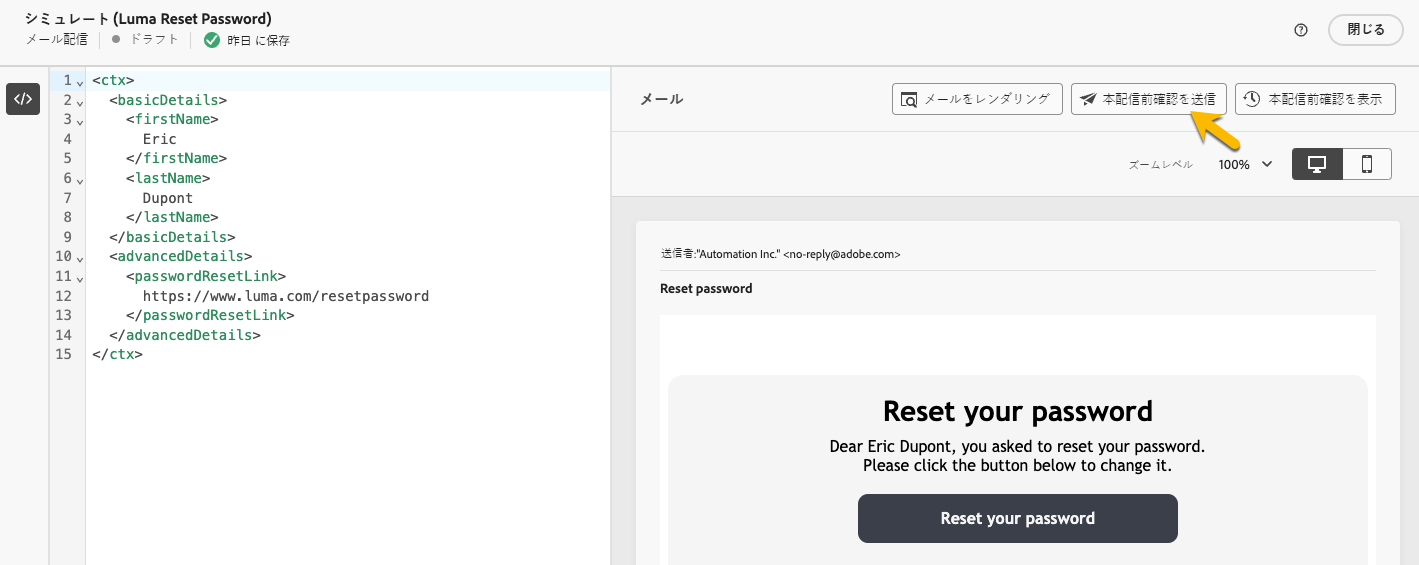 シミュレート (Luma Reset Password)
メール配信 ドラフト 昨日 に保存
閉じる
</>
1 <ctx>
2 <basicDetails>
3 <firstName>
4 Eric
5 </firstName>
6 <lastName>
7 Dupont
8 </lastName>
9 </basicDetails>
10 <advancedDetails>
11 <passwordResetLink>
12 https://www.luma.com/resetpassword
13 </passwordResetLink>
14 </advancedDetails>
15 </ctx>
メール
メールをレンダリング
本配信前確認を送信
本配信前確認を表示
ズームレベル 100%
送信者:"Automation Inc." <no-reply@adobe.com>
Reset password
Reset your password
Dear Eric Dupont, you asked to reset your password.
Please click the button below to change it.
Reset your password